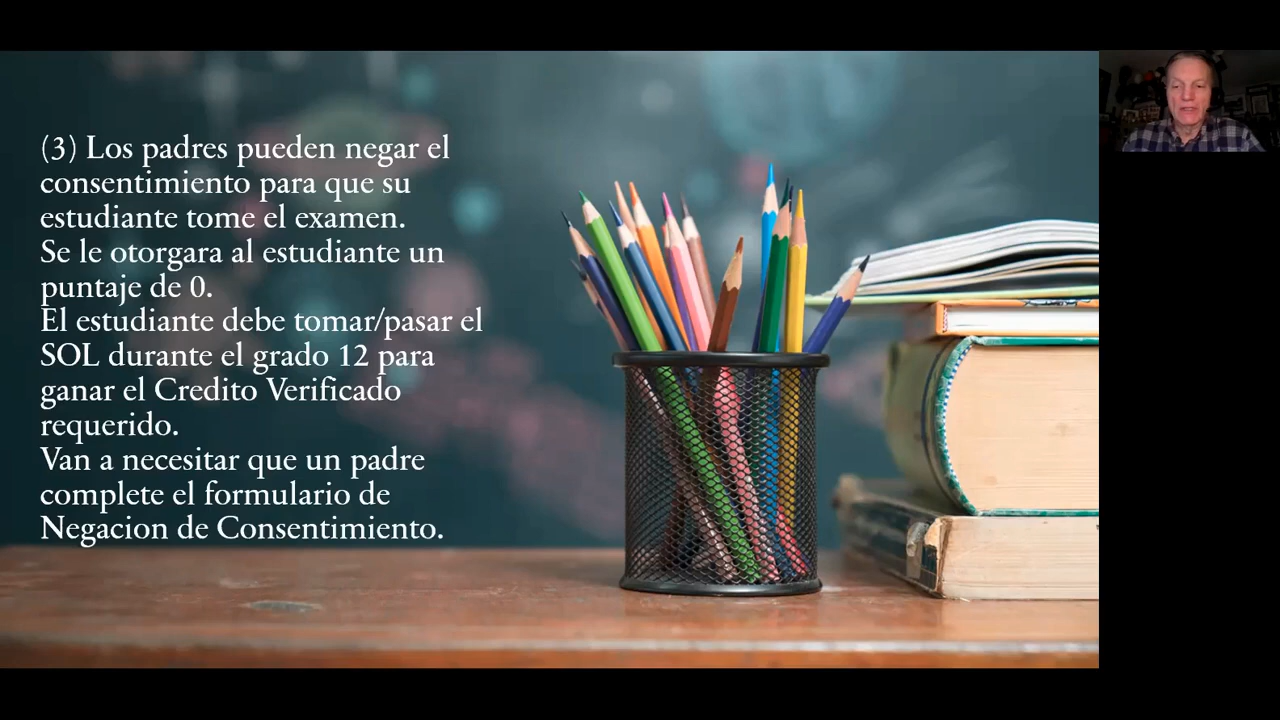 (3) Los padres pueden negar el
consentimiento para que su
estudiante tome el examen.
Se le otorgara al estudiante un
puntaje de 0.
El estudiante debe tomar/pasar el
SOL durante el grado 12 para
ganar el Credito Verificado
requerido.
Van a necesitar que un padre
complete el formulario de
Negacion de Consentimiento.